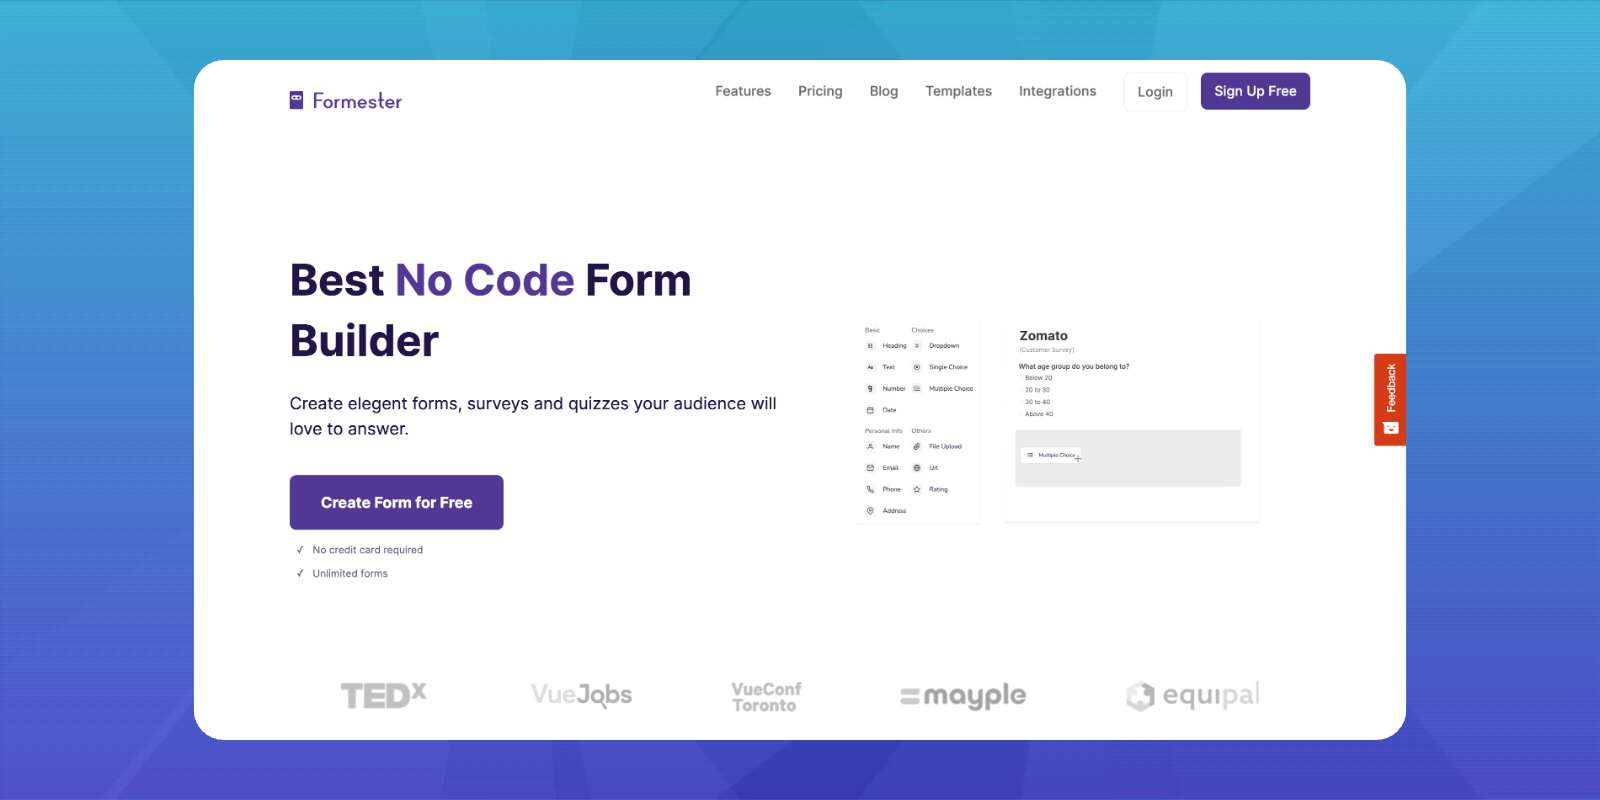 Formester
Features
Pricing
Blog
Templates
Integrations
Login
Sign Up Free
Best No Code Form
Builder
Create elegent forms, surveys and quizzes your audience will
love to answer.
Create Form for Free
✓ No credit card required
✓ Unlimited forms
Basic
Choices
Heading
Dropdown
Text
Single Choice
Number
Multiple Choice
Date
Personal Info
Others
Name
File Upload
Email
Url
Phone
Rating
Address
Zomato
(Customer Survey)
What age group do you belong to?
Below 20
20 to 30
30 to 40
Above 40
Multiple Choice
Feedback
TEDx
VueJobs
VueConf
Toronto
mayple
equipal